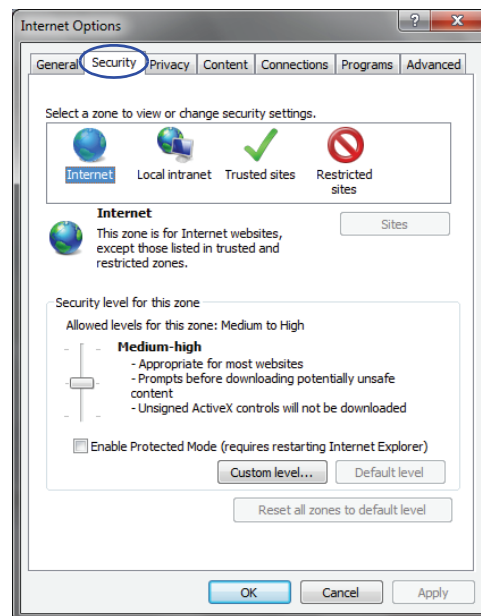 Internet Options
?
X
General Security Privacy Content Connections Programs Advanced
Select a zone to view or change security settings.
Internet Local intranet Trusted sites Restricted
sites
Internet
Sites
This zone is for Internet websites,
except those listed in trusted and
restricted zones.
Security level for this zone
Allowed levels for this zone: Medium to High
Medium-high
- Appropriate for most websites
- Prompts before downloading potentially unsafe
content
- Unsigned ActiveX controls will not be downloaded
Enable Protected Mode (requires restarting Internet Explorer)
Custom level... Default level
Reset all zones to default level
OK Cancel Apply